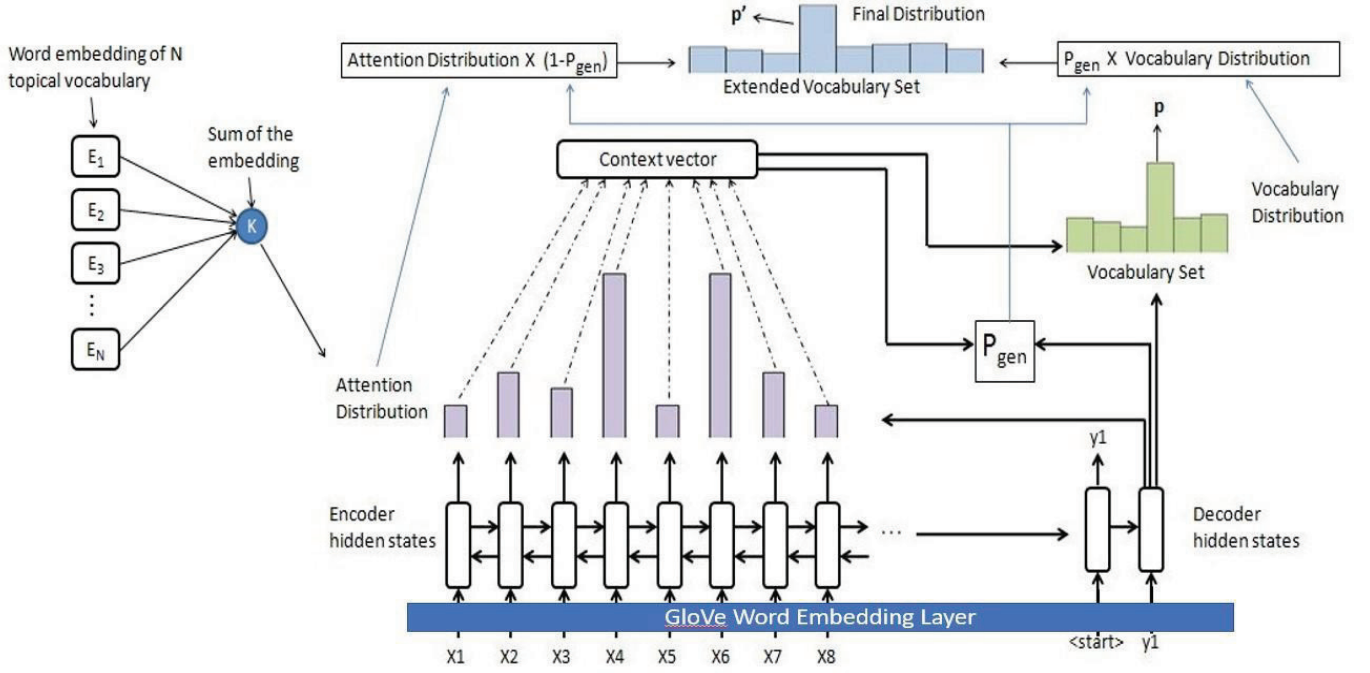 Word embedding of N
topical vocabulary
E1
E2
E3
⋮
EN
Sum of the
embedding
K
Attention Distribution X (1-Pgen)
p’
Final Distribution
Extended Vocabulary Set
Pgen X Vocabulary Distribution
p
Context vector
Vocabulary
Distribution
Vocabulary Set
Pgen
Attention
Distribution
y1
Encoder
hidden states
...
Decoder
hidden states
GloVe Word Embedding Layer
X1 X2 X3 X4 X5 X6 X7 X8
<start> y1